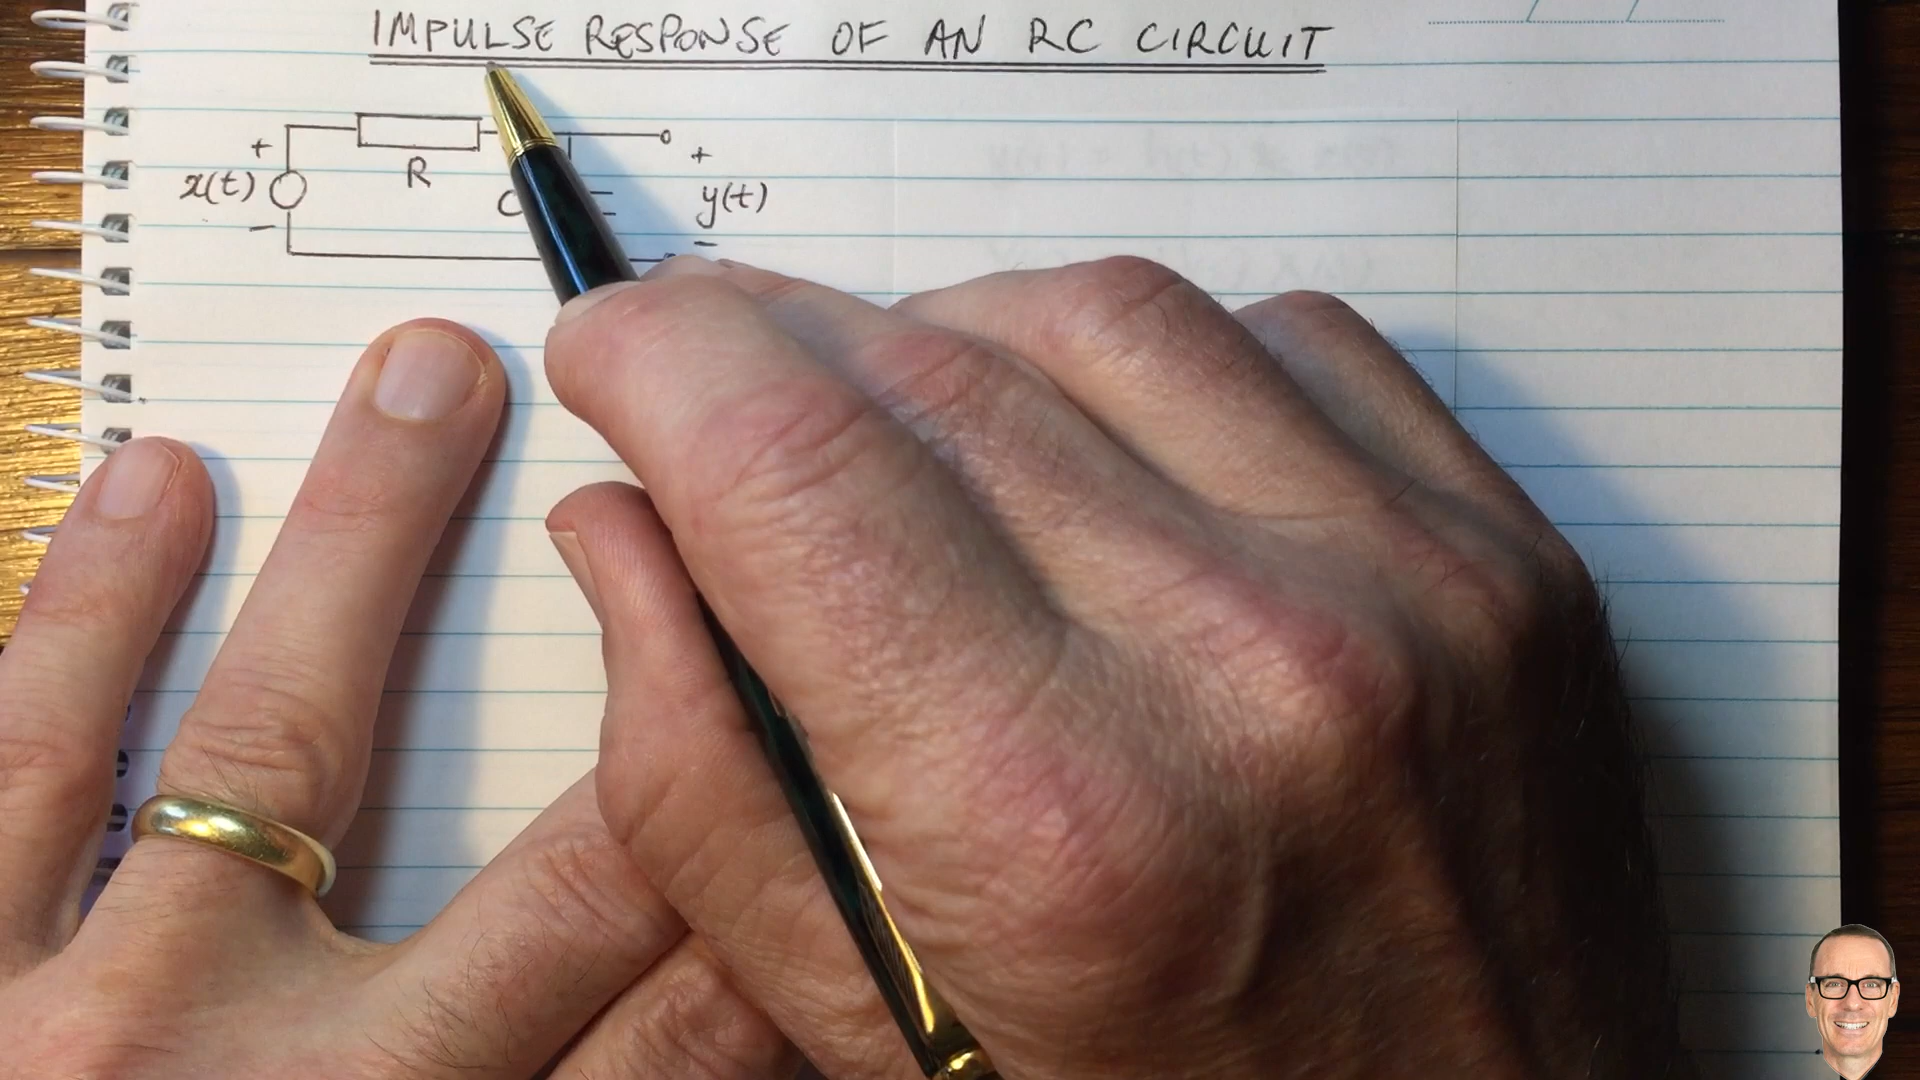 IMPULSE RESPONSE OF AN RC CIRCUIT
+
R
+
x(t)
C
y(t)
−
−